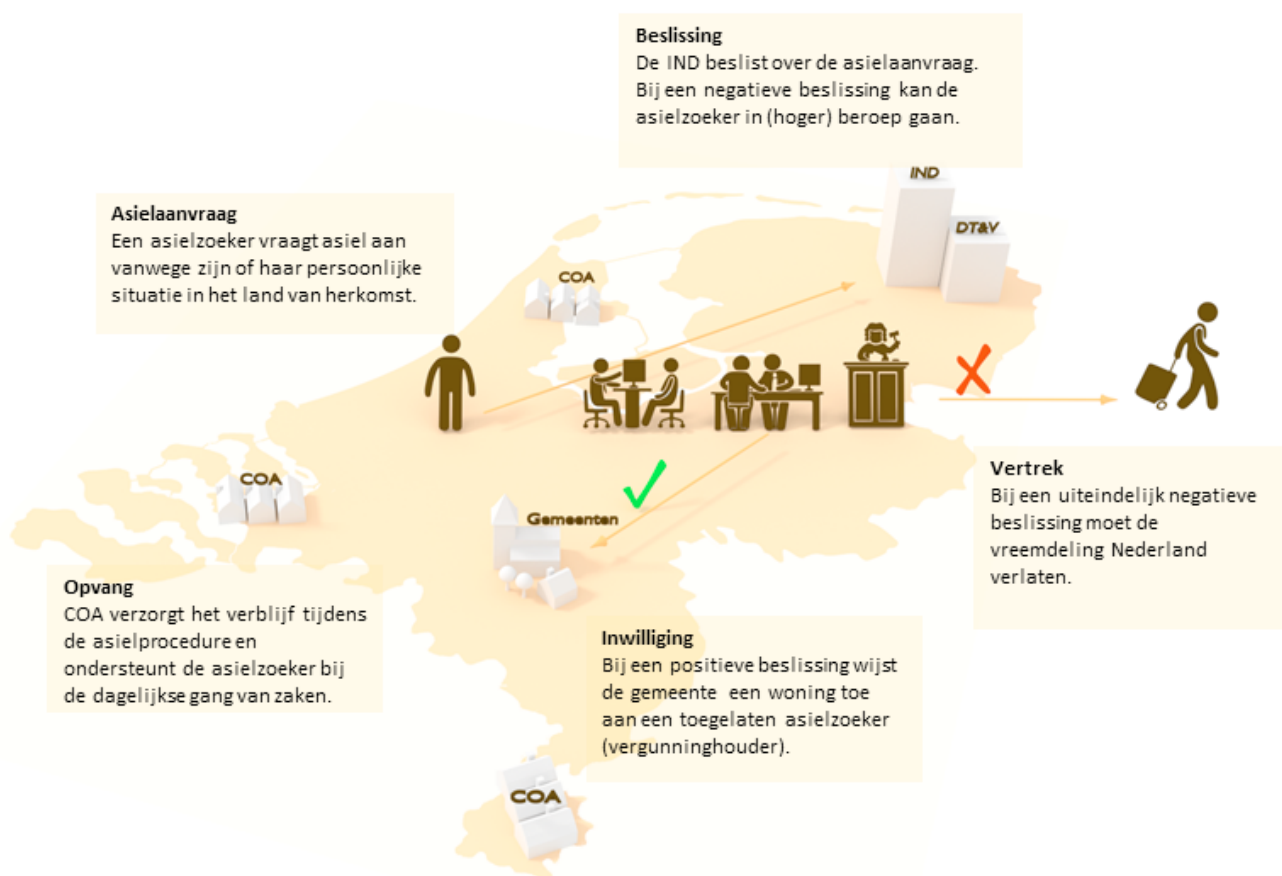 Beslissing
De IND beslist over de asielaanvraag.
Bij een negatieve beslissing kan de
asielzoeker in (hoger) beroep gaan.
IND
DT&V
Asielaanvraag
Een asielzoeker vraagt asiel aan
vanwege zijn of haar persoonlijke
situatie in het land van herkomst.
COA
COA
Gemeenten
Vertrek
Bij een uiteindelijk negatieve
beslissing moet de
vreemdeling Nederland
verlaten.
Opvang
COA verzorgt het verblijf tijdens
de asielprocedure en
ondersteunt de asielzoeker bij
de dagelijkse gang van zaken.
Inwilliging
Bij een positieve beslissing wijst
de gemeente een woning toe
aan een toegelaten asielzoeker
(vergunninghouder).
COA